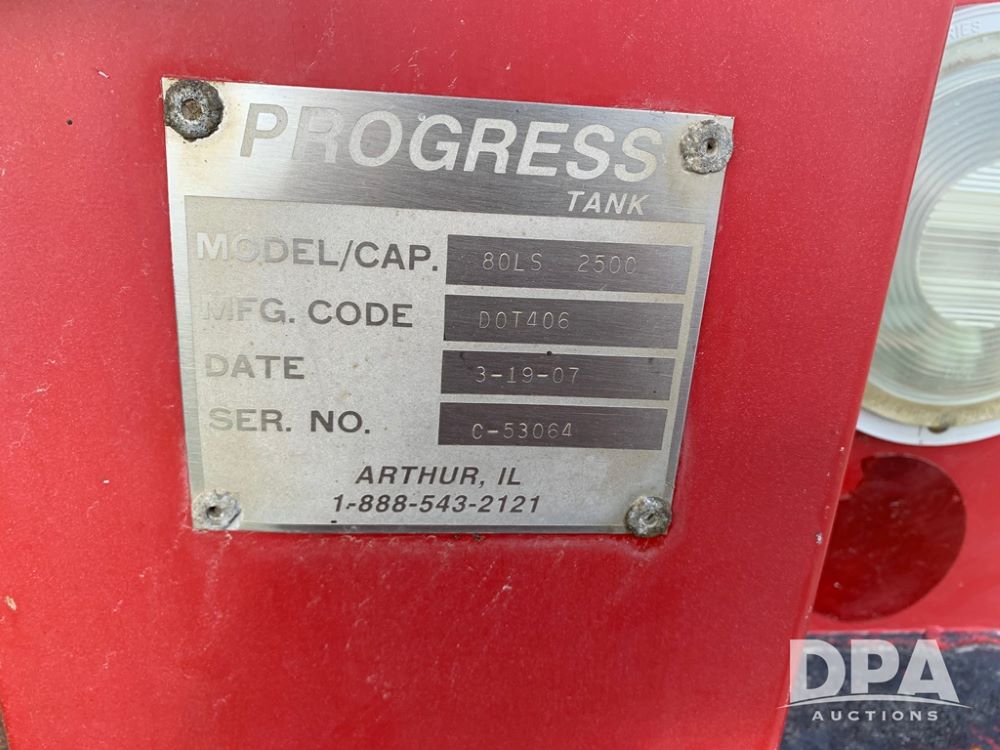 PROGRESS
TANK
MODEL/CAP. 80LS 2500
MFG. CODE DOT406
DATE 3-19-07
SER. NO. C-53064
ARTHUR, IL
1-888-543-2121
DPA
AUCTIONS